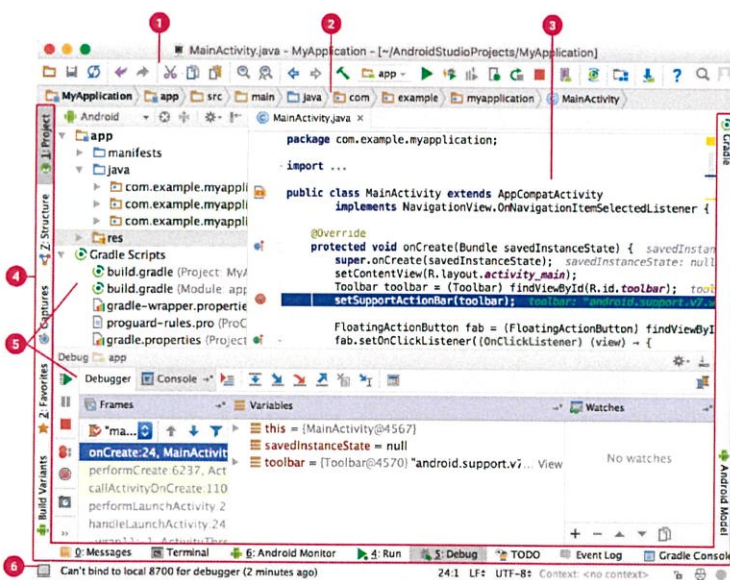 1
2
3
MainActivity.java - MyApplication - [~/AndroidStudioProjects/MyApplication]
app
?
MyApplication app src main java com example myapplication MainActivity
1: Project
Z: Structure
Captures
2: Favorites
Build Variants
4
5
6
Android
app
manifests
java
com.example.myappli
com.example.myappli
com.example.myappli
res
Gradle Scripts
build.gradle (Project: MyA
build.gradle (Module: app
gradle-wrapper.propertie
proguard-rules.pro (ProC
gradle.properties (Project
MainActivity.java ×
package com.example.myapplication;
import ...
public class MainActivity extends AppCompatActivity
implements NavigationView.OnNavigationItemSelectedListener {
@Override
protected void onCreate(Bundle savedInstanceState) { savedInstan
super.onCreate(savedInstanceState); savedInstanceState: null
setContentView(R.layout.activity_main);
Toolbar toolbar = (Toolbar) findViewById(R.id.toolbar); tool
setSupportActionBar(toolbar); toolbar: "android.support.v7.w
FloatingActionButton fab = (FloatingActionButton) findViewByI
fab.setOnClickListener((OnClickListener) (view) → {
Gradle
Android Model
Debug app
Debugger Console
Frames
Variables
Watches
"ma...
onCreate:24, MainActivit
performCreate:6237, Act
callActivityOnCreate:110
performLaunchActivity:2
handleLaunchActivity:24
this = {MainActivity@4567}
savedInstanceState = null
toolbar = {Toolbar@4570} "android.support.v7... View
No watches
0: Messages Terminal 6: Android Monitor 4: Run 5: Debug TODO Event Log Gradle Console
Can't bind to local 8700 for debugger (2 minutes ago) 24:1 LF÷ UTF-8÷ Context: <no context>